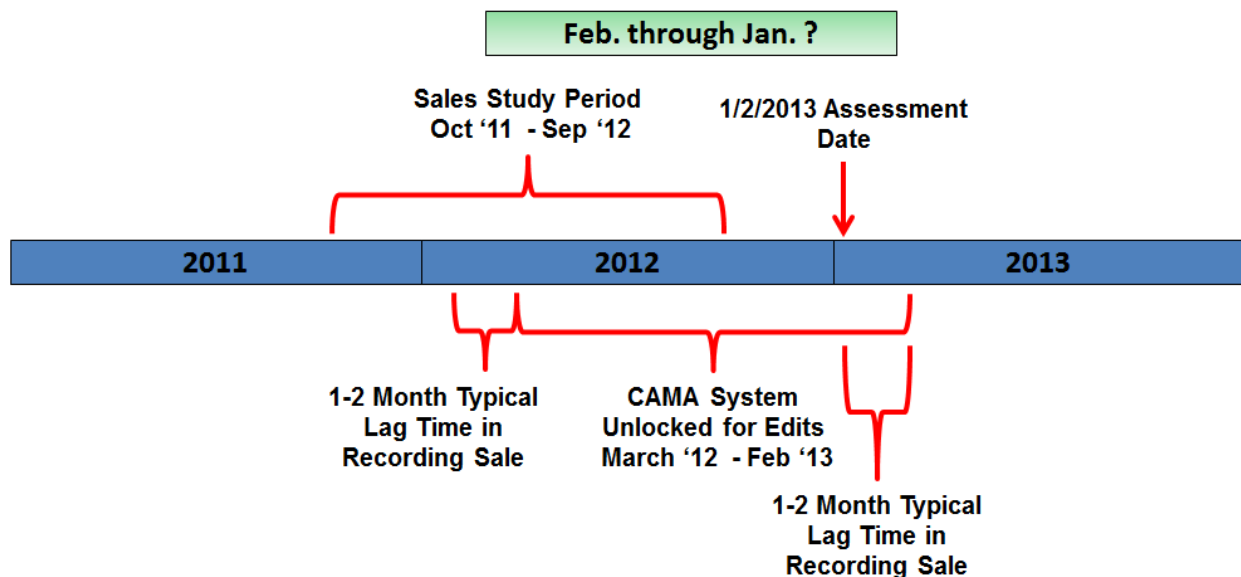 Feb. through Jan. ?
Sales Study Period
Oct ‘11 - Sep ‘12
1/2/2013 Assessment
Date
2011
2012
2013
1-2 Month Typical
Lag Time in
Recording Sale
CAMA System
Unlocked for Edits
March ‘12 - Feb ‘13
1-2 Month Typical
Lag Time in
Recording Sale